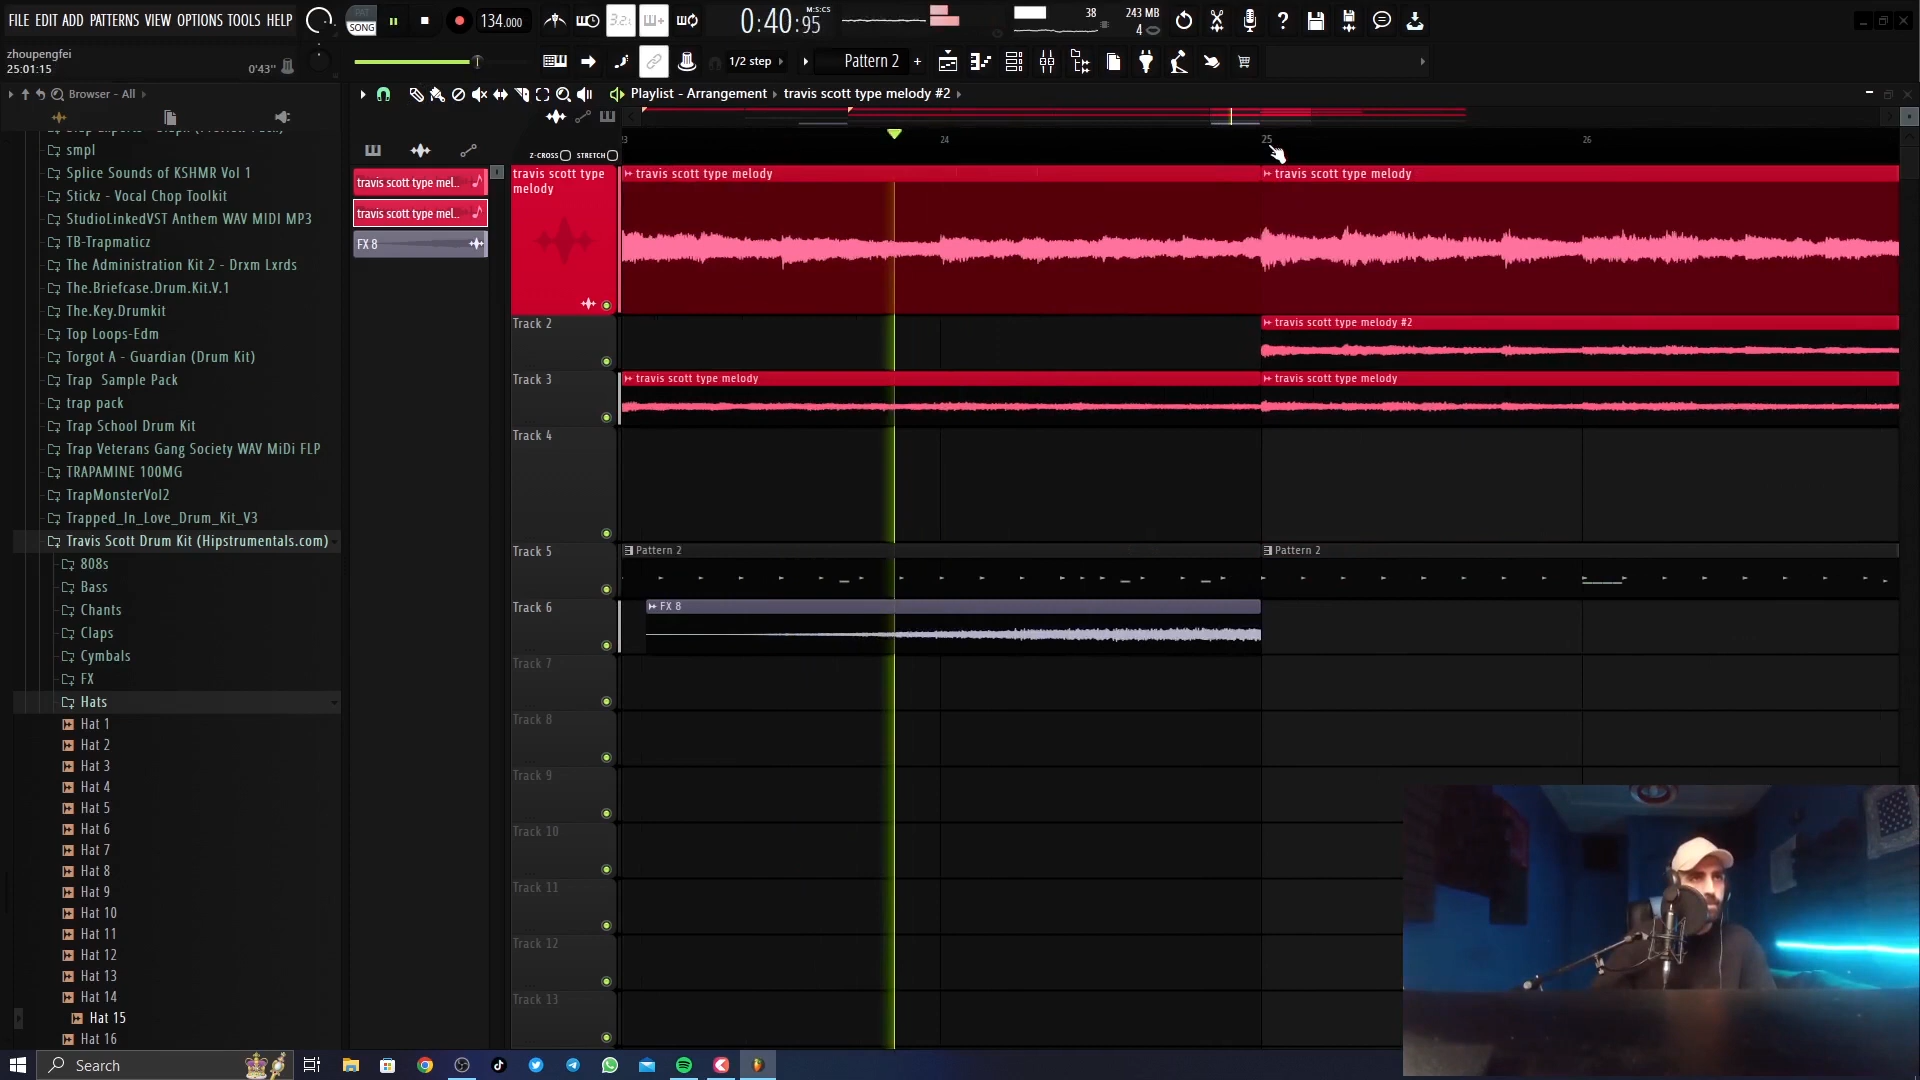 FILE EDIT ADD PATTERNS VIEW OPTIONS TOOLS HELP
PAT
SONG
134.000
3.2x
0:40:95
M:S:CS
38
243 MB
4
zhoupengfei
25:01:15
0'43"
1/2 step
Pattern 2
Browser - All
Playlist - Arrangement
travis scott type melody #2
smpl
Splice Sounds of KSHMR Vol 1
Stickz - Vocal Chop Toolkit
StudioLinkedVST Anthem WAV MIDI MP3
TB-Trapmaticz
The Administration Kit 2 - Drxm Lxrds
The.Briefcase.Drum.Kit.V.1
The.Key.Drumkit
Top Loops-Edm
Torgot A - Guardian (Drum Kit)
Trap Sample Pack
trap pack
Trap School Drum Kit
Trap Veterans Gang Society WAV MiDi FLP
TRAPAMINE 100MG
TrapMonsterVol2
Trapped_In_Love_Drum_Kit_V3
Travis Scott Drum Kit (Hipstrumentals.com)
808s
Bass
Chants
Claps
Cymbals
FX
Hats
Hat 1
Hat 2
Hat 3
Hat 4
Hat 5
Hat 6
Hat 7
Hat 8
Hat 9
Hat 10
Hat 11
Hat 12
Hat 13
Hat 14
Hat 15
Hat 16
travis scott type mel..
travis scott type mel..
FX 8
Z-CROSS
STRETCH
24
25
26
travis scott type
melody
travis scott type melody
travis scott type melody
Track 2
travis scott type melody #2
Track 3
travis scott type melody
travis scott type melody
Track 4
Track 5
Pattern 2
Pattern 2
Track 6
FX 8
Track 7
Track 8
Track 9
Track 10
Track 11
Track 12
Track 13
Search